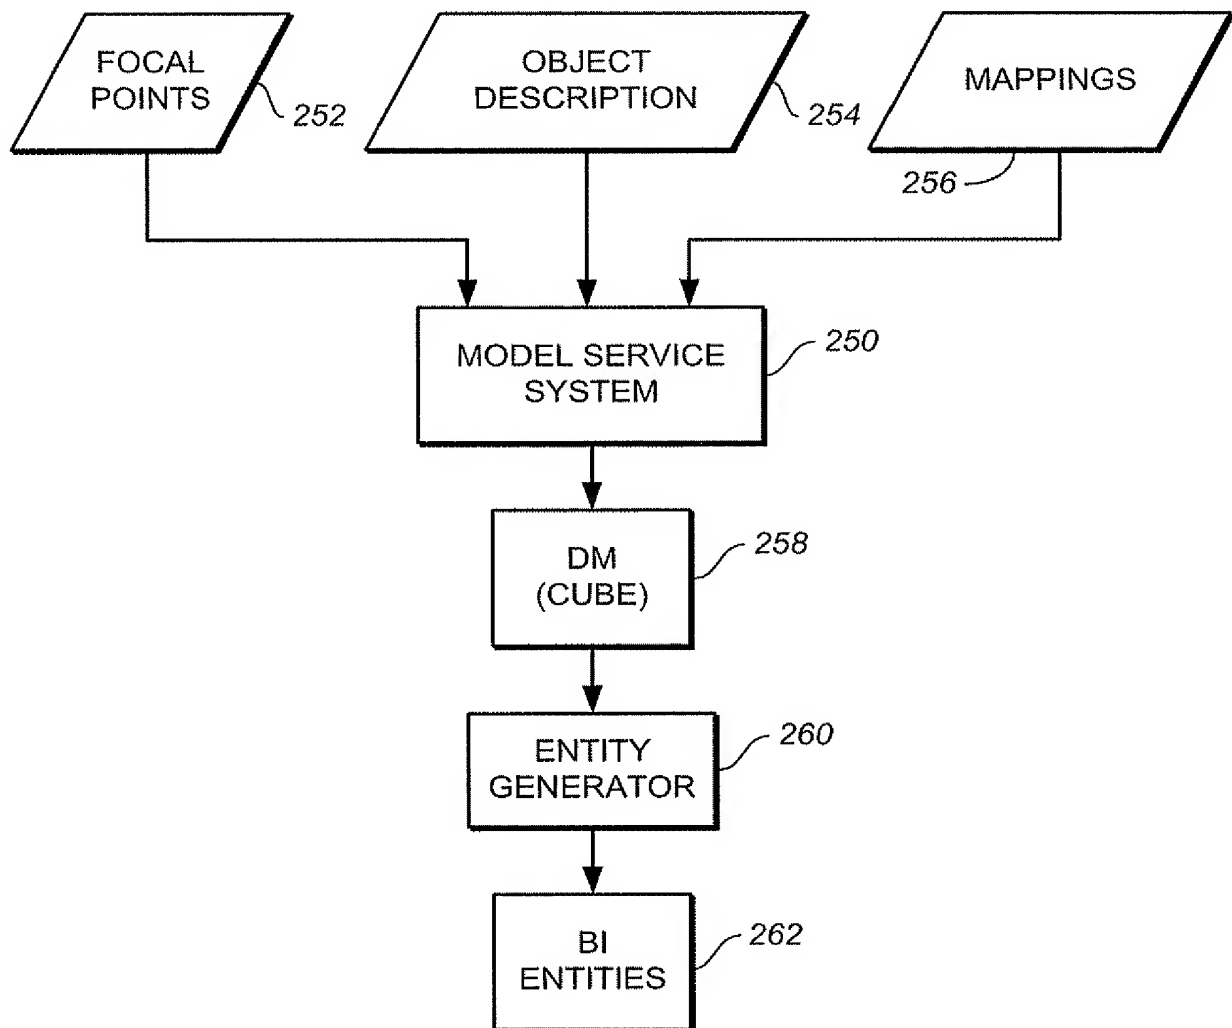 FOCAL
POINTS
252
OBJECT
DESCRIPTION
254
MAPPINGS
256
MODEL SERVICE
SYSTEM
250
DM
(CUBE)
258
ENTITY
GENERATOR
260
BI
ENTITIES
262